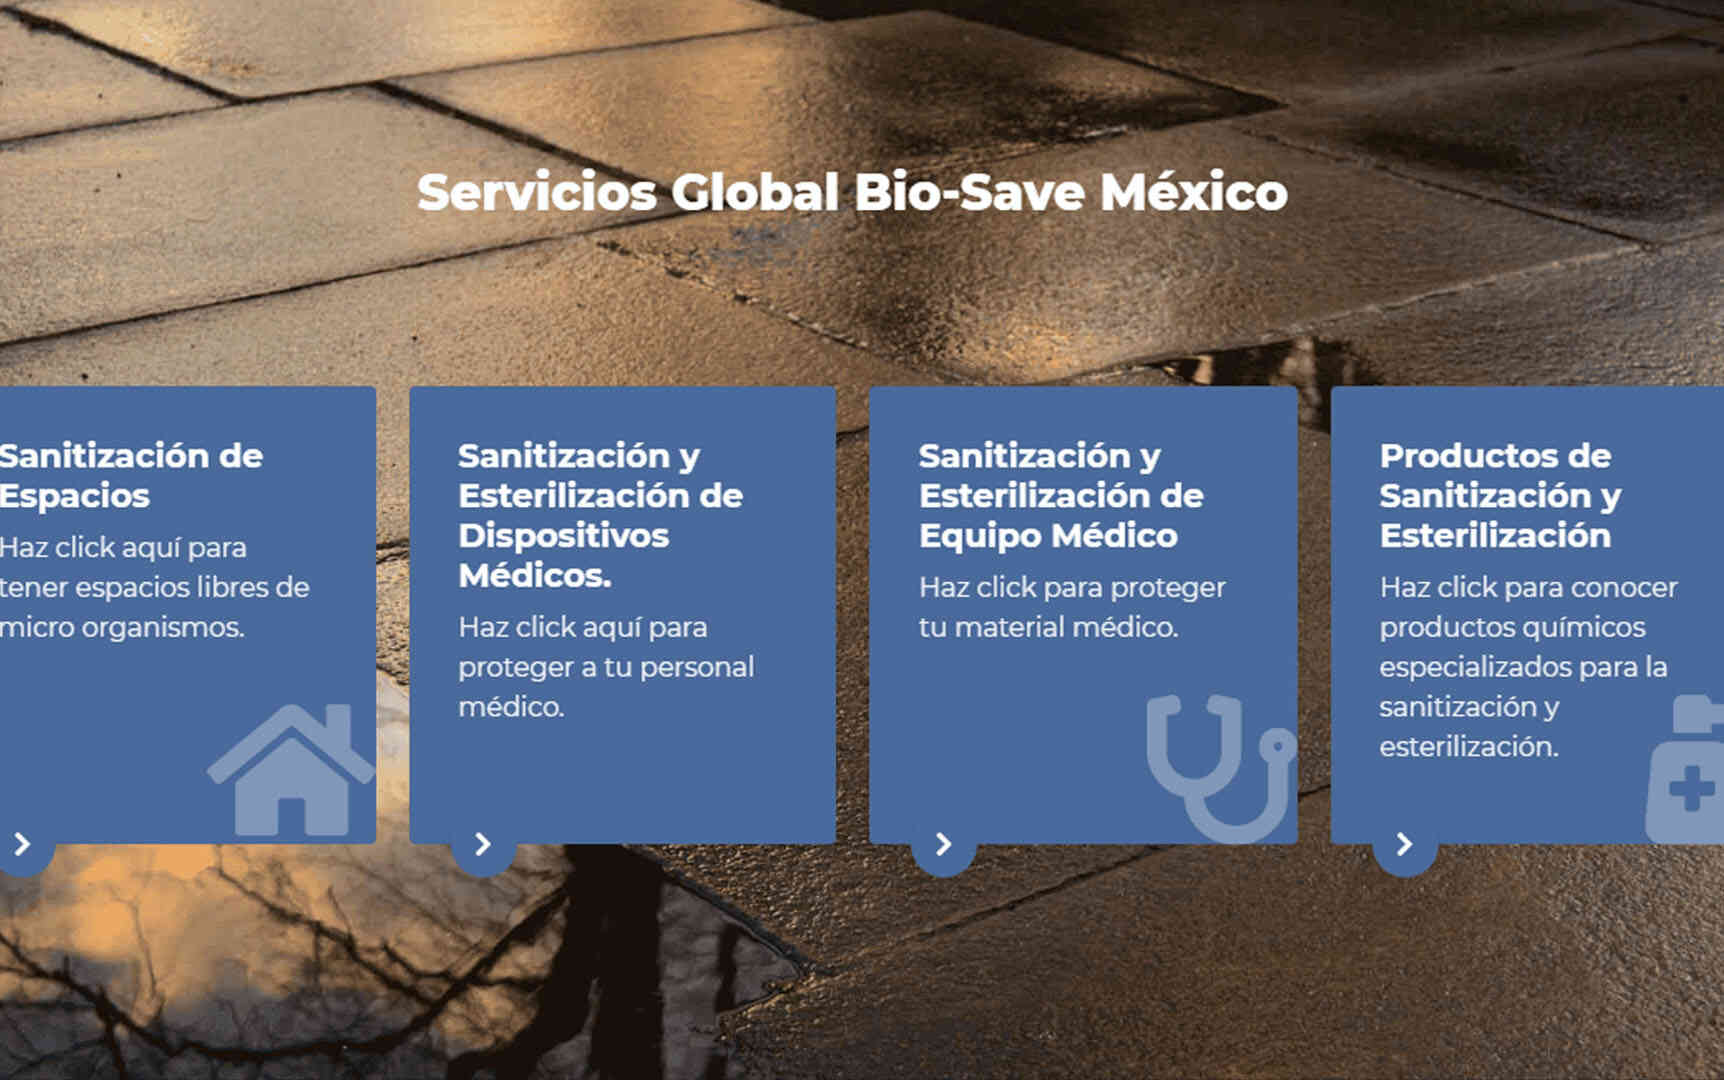 Servicios Global Bio-Save México
Sanitización de
Espacios
Haz click aquí para
tener espacios libres de
micro organismos.
Sanitización y
Esterilización de
Dispositivos
Médicos.
Haz click aquí para
proteger a tu personal
médico.
Sanitización y
Esterilización de
Equipo Médico
Haz click para proteger
tu material médico.
Productos de
Sanitización y
Esterilización
Haz click para conocer
productos químicos
especializados para la
sanitización y
esterilización.